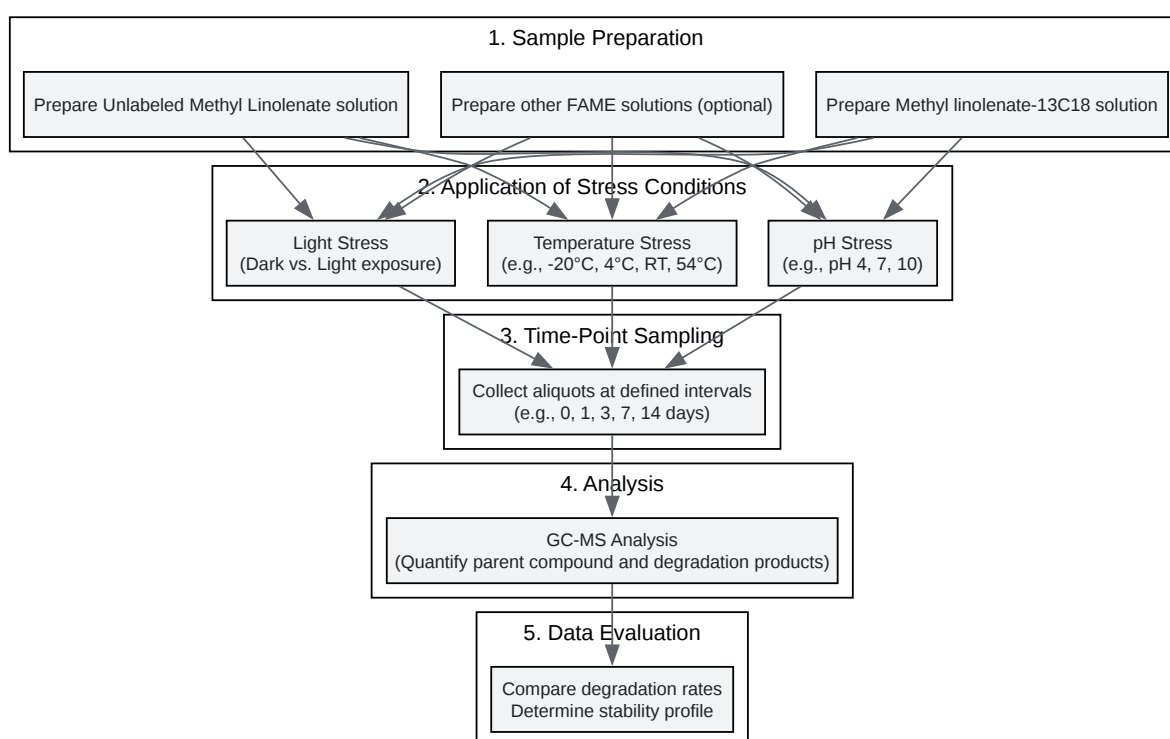 1. Sample Preparation
Prepare Unlabeled Methyl Linolenate solution
Prepare other FAME solutions (optional)
Prepare Methyl linolenate-13C18 solution
2. Application of Stress Conditions
Light Stress
(Dark vs. Light exposure)
Temperature Stress
(e.g., -20°C, 4°C, RT, 54°C)
pH Stress
(e.g., pH 4, 7, 10)
3. Time-Point Sampling
Collect aliquots at defined intervals
(e.g., 0, 1, 3, 7, 14 days)
4. Analysis
GC-MS Analysis
(Quantify parent compound and degradation products)
5. Data Evaluation
Compare degradation rates
Determine stability profile